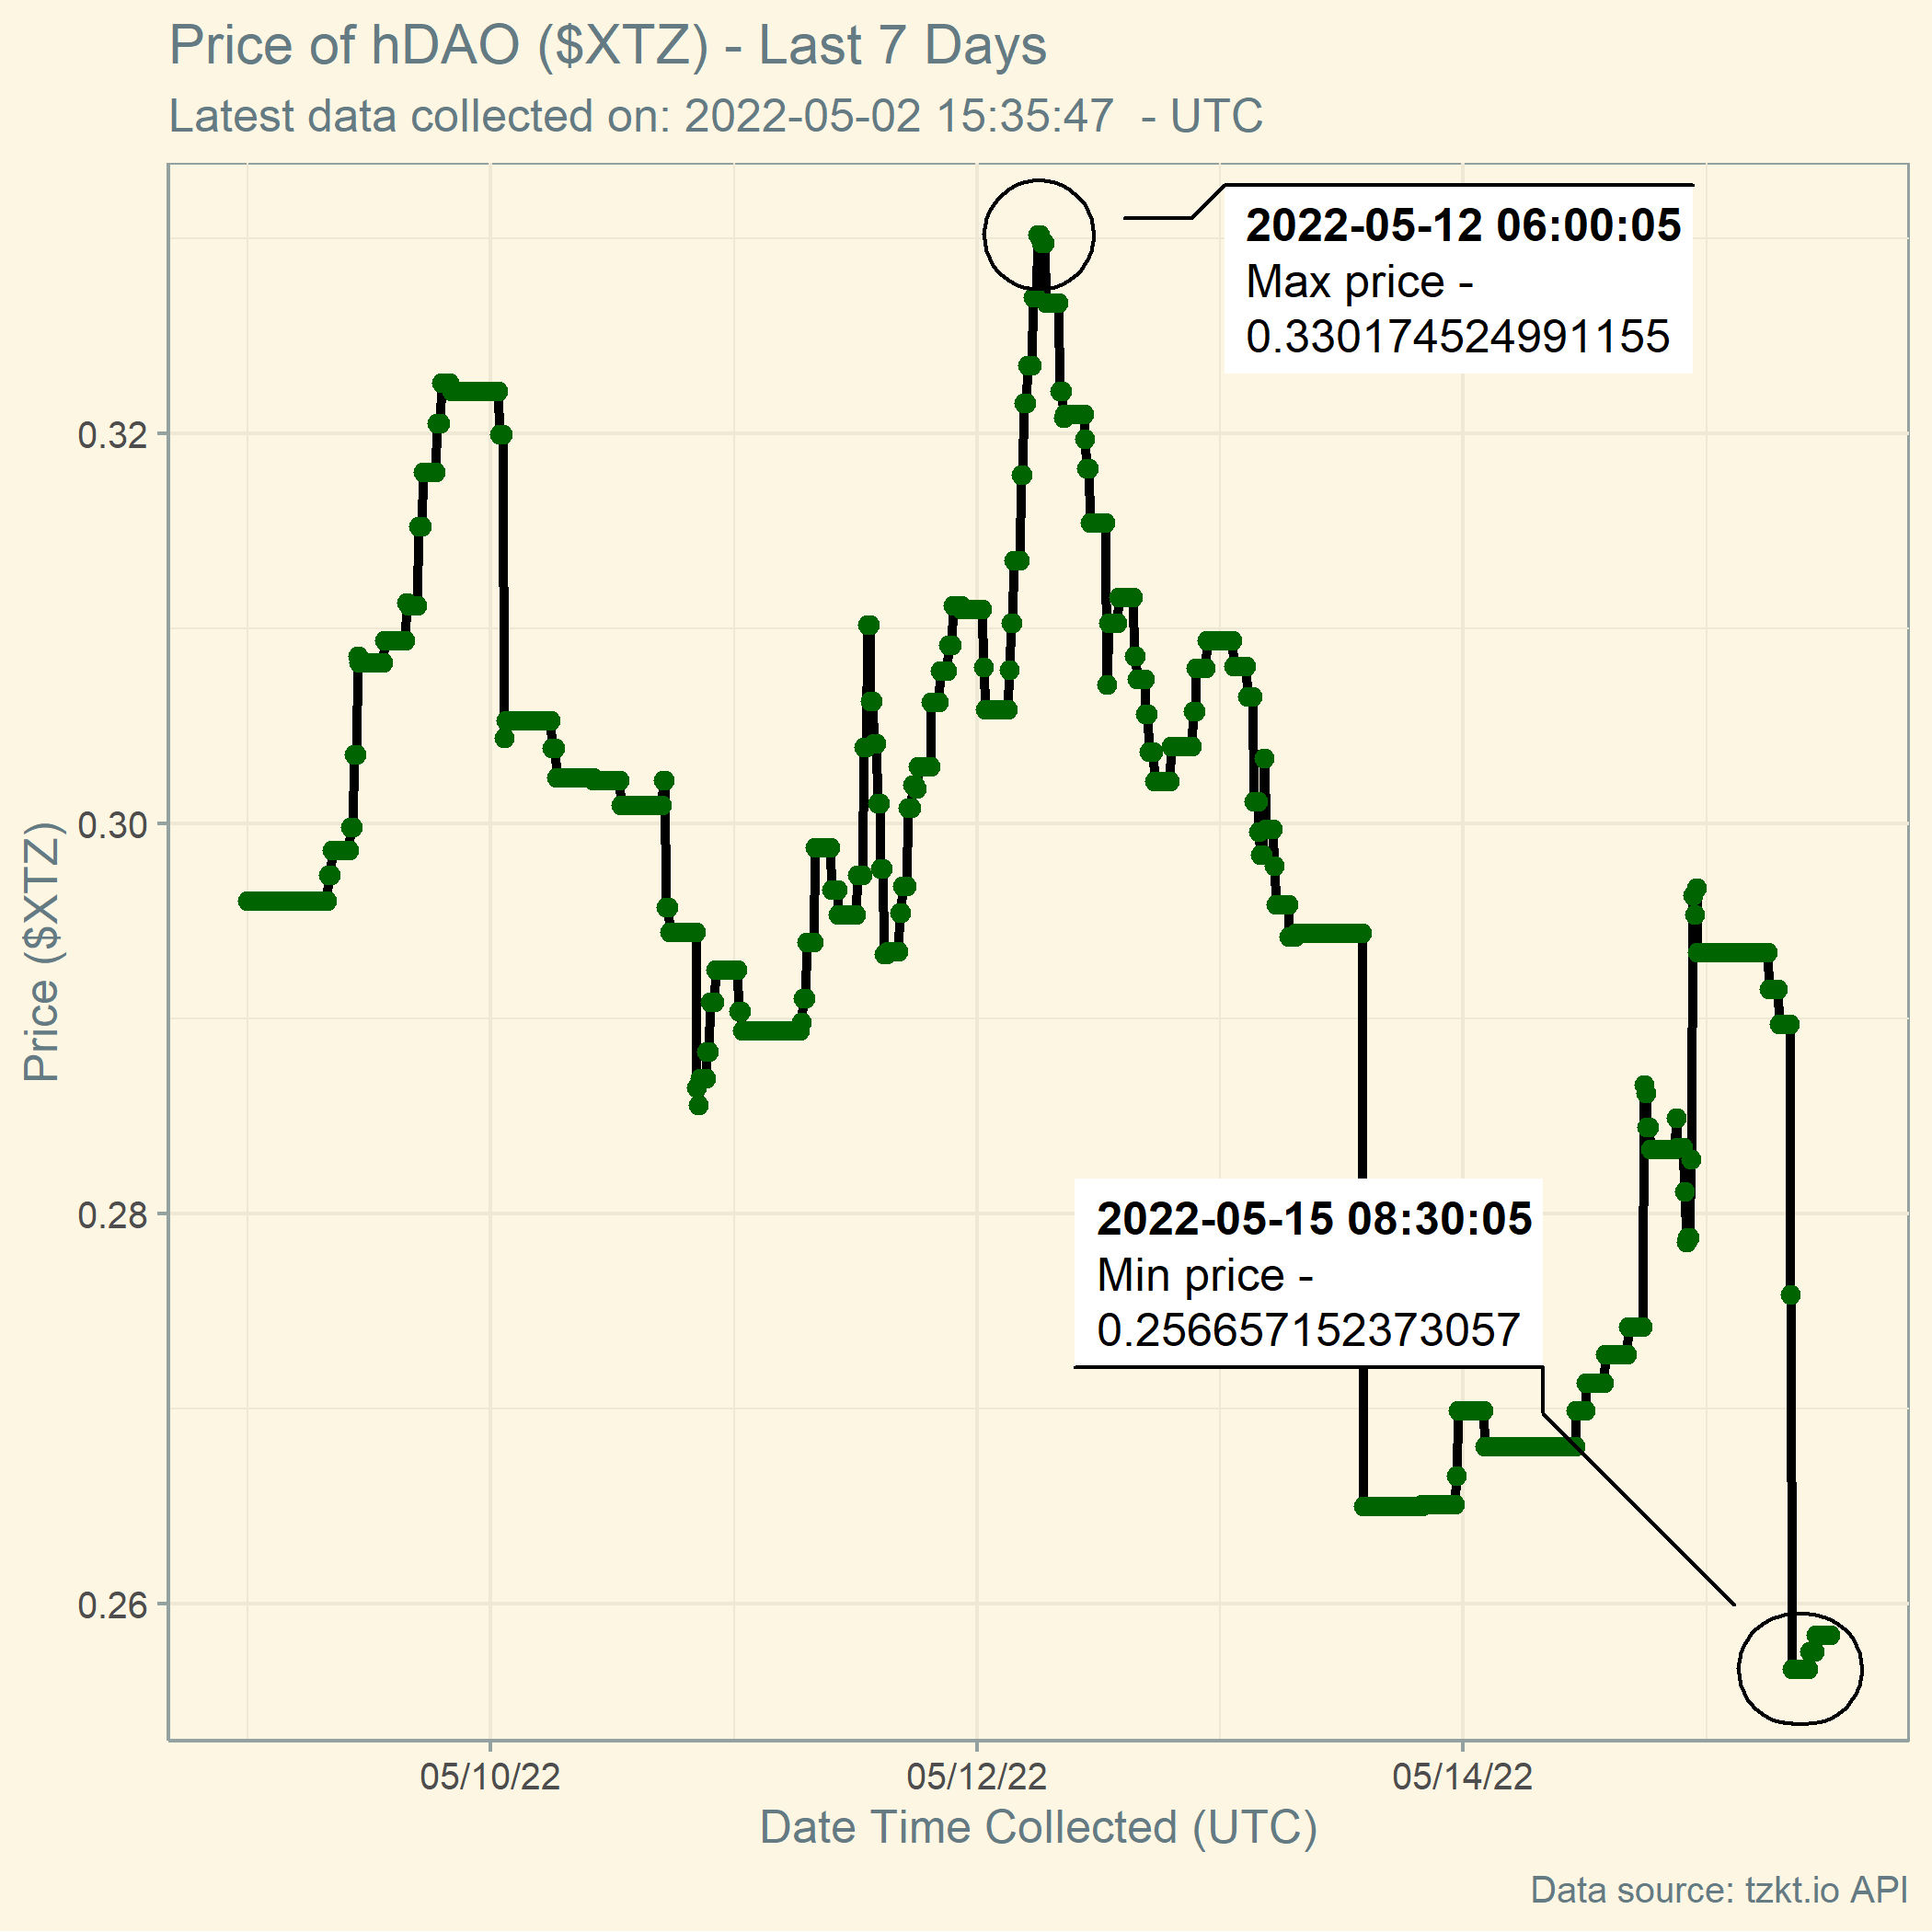 Price of hDAO ($XTZ) - Last 7 Days
Latest data collected on: 2022-05-02 15:35:47  - UTC
2022-05-12 06:00:05
Max price -
0.330174524991155
0.32
0.30
0.28
0.26
Price ($XTZ)
2022-05-15 08:30:05
Min price -
0.256657152373057
05/10/22
05/12/22
05/14/22
Date Time Collected (UTC)
Data source: tzkt.io API